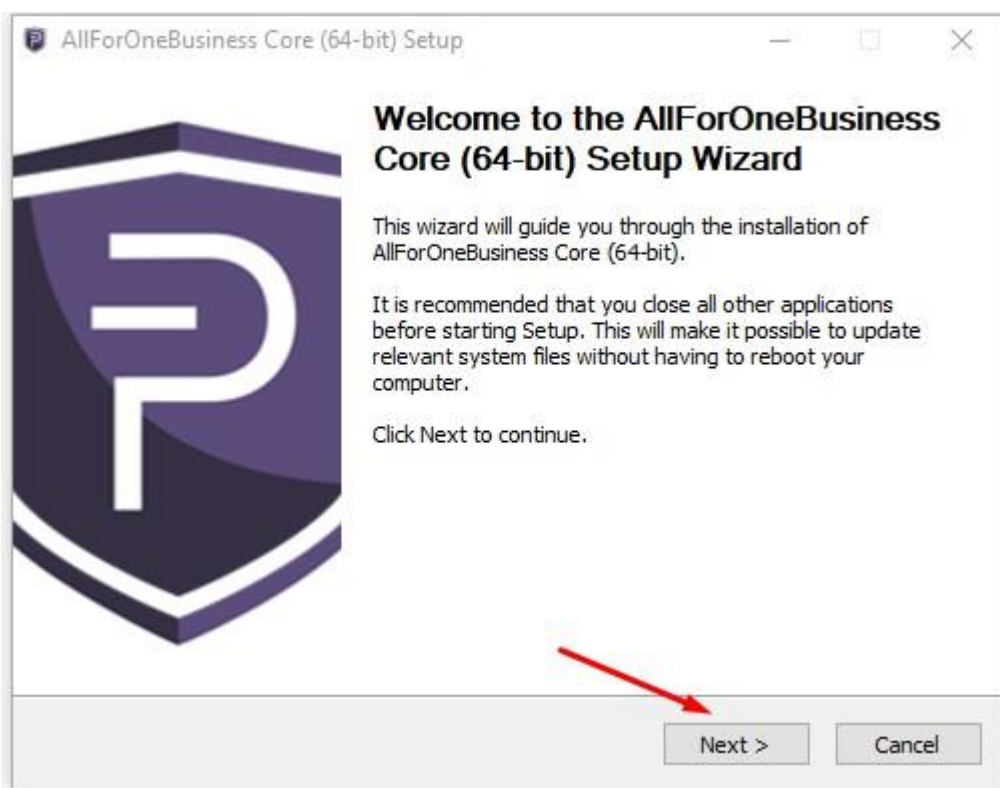 AllForOneBusiness Core (64-bit) Setup
Welcome to the AllForOneBusiness
Core (64-bit) Setup Wizard
This wizard will guide you through the installation of
AllForOneBusiness Core (64-bit).
It is recommended that you close all other applications
before starting Setup. This will make it possible to update
relevant system files without having to reboot your
computer.
Click Next to continue.
Next >
Cancel